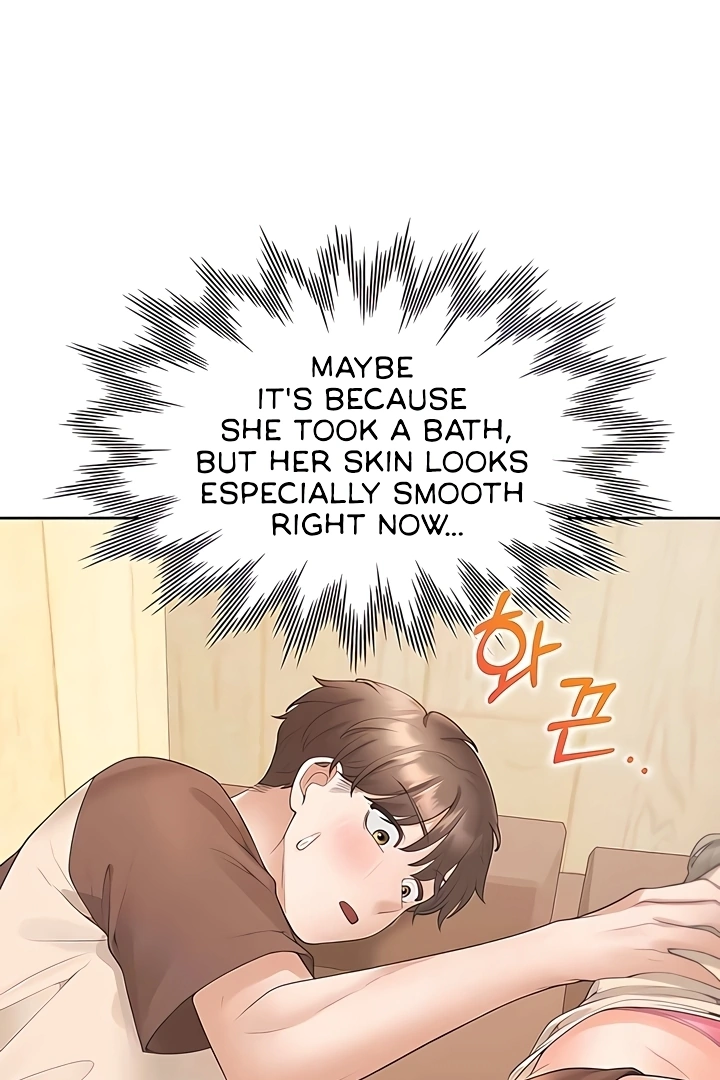 MAYBE
IT'S BECAUSE
SHE TOOK A BATH,
BUT HER SKIN LOOKS
ESPECIALLY SMOOTH
RIGHT NOW...
화
끈..